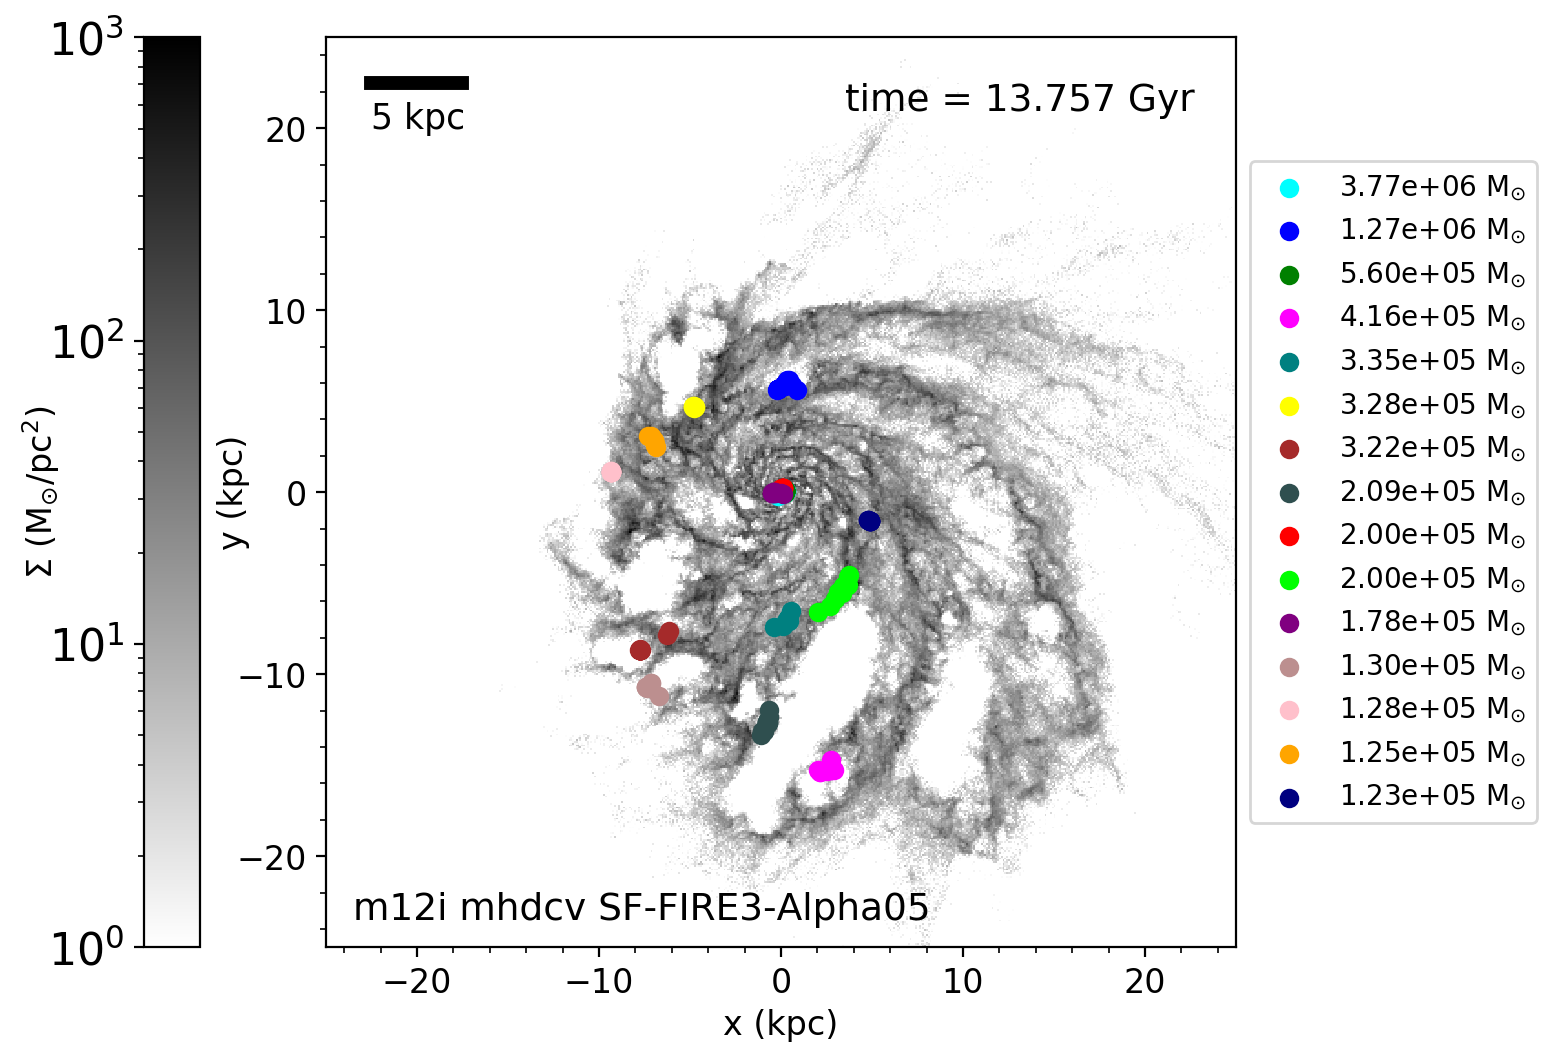 10³
10²
10¹
10⁰
Σ (M⊙/pc²)
20
10
0
−10
−20
y (kpc)
5 kpc
time = 13.757 Gyr
m12i mhdcv SF-FIRE3-Alpha05
−20
−10
0
10
20
x (kpc)
3.77e+06 M⊙
1.27e+06 M⊙
5.60e+05 M⊙
4.16e+05 M⊙
3.35e+05 M⊙
3.28e+05 M⊙
3.22e+05 M⊙
2.09e+05 M⊙
2.00e+05 M⊙
2.00e+05 M⊙
1.78e+05 M⊙
1.30e+05 M⊙
1.28e+05 M⊙
1.25e+05 M⊙
1.23e+05 M⊙